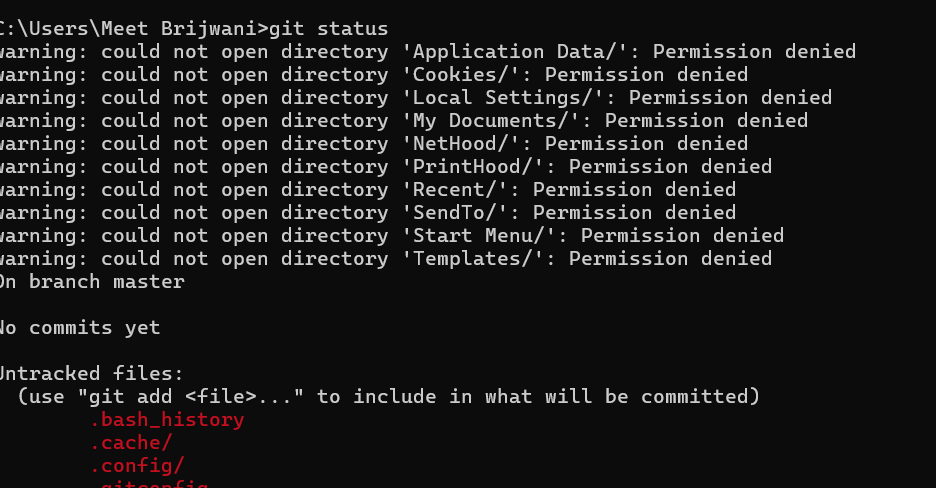 C:\Users\Meet Brijwani>git status
warning: could not open directory 'Application Data/': Permission denied
warning: could not open directory 'Cookies/': Permission denied
warning: could not open directory 'Local Settings/': Permission denied
warning: could not open directory 'My Documents/': Permission denied
warning: could not open directory 'NetHood/': Permission denied
warning: could not open directory 'PrintHood/': Permission denied
warning: could not open directory 'Recent/': Permission denied
warning: could not open directory 'SendTo/': Permission denied
warning: could not open directory 'Start Menu/': Permission denied
warning: could not open directory 'Templates/': Permission denied
On branch master
No commits yet
Untracked files:
(use "git add <file>..." to include in what will be committed)
.bash_history
.cache/
.config/
.gitconfig